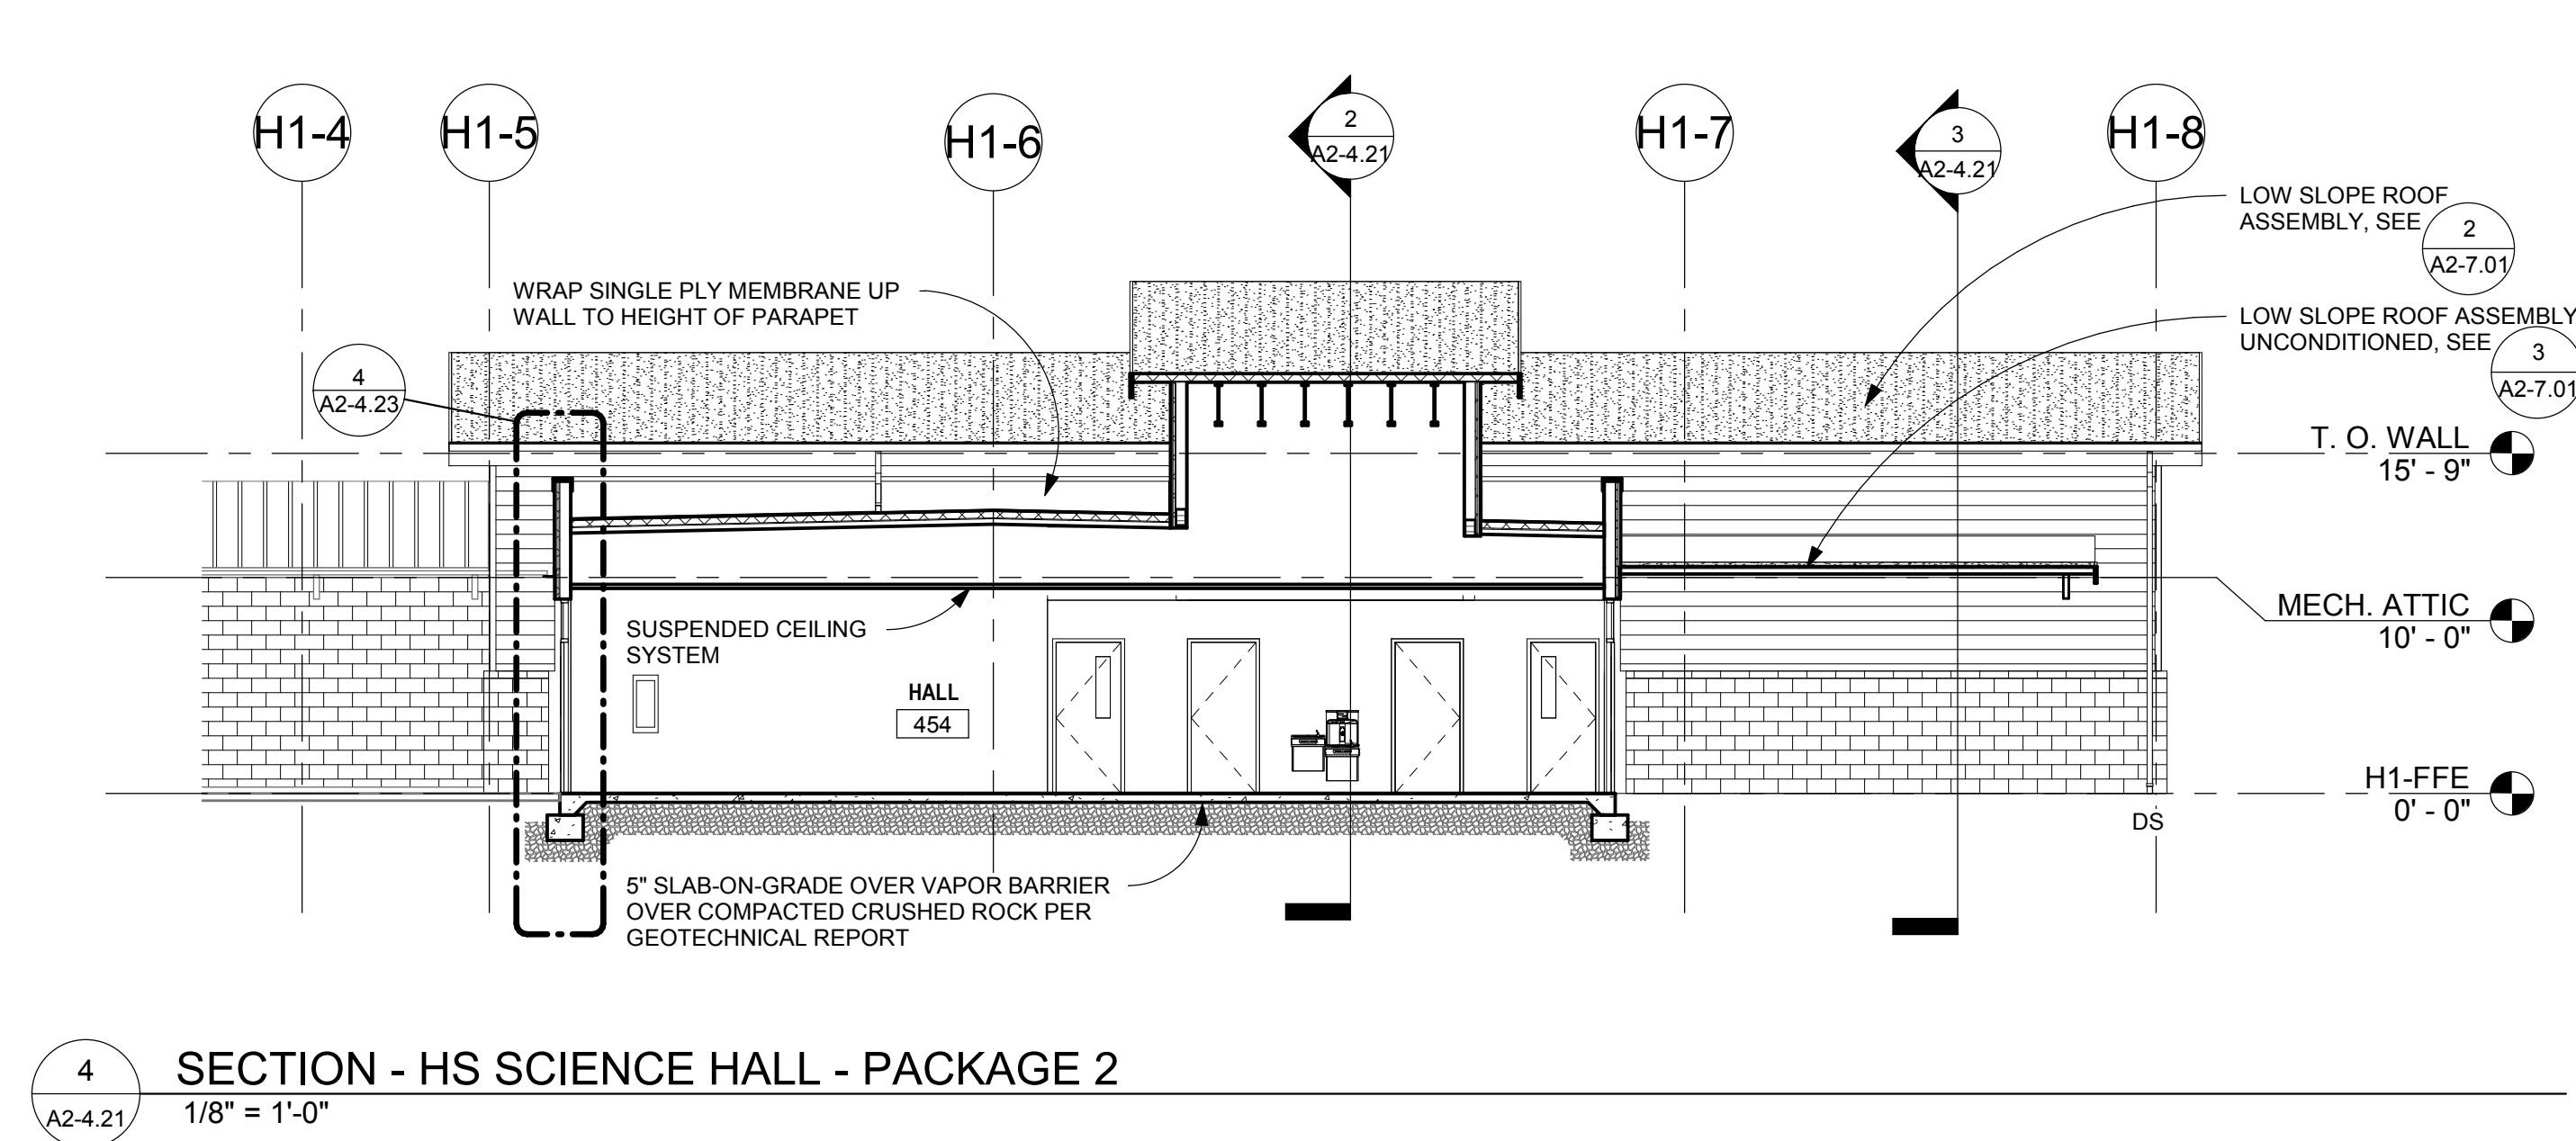 H1-4
H1-5
H1-6
2
A2-4.21
H1-7
3
A2-4.21
H1-8
LOW SLOPE ROOF
ASSEMBLY, SEE
2
A2-7.01
WRAP SINGLE PLY MEMBRANE UP
WALL TO HEIGHT OF PARAPET
LOW SLOPE ROOF ASSEMBLY
UNCONDITIONED, SEE
3
A2-7.01
4
A2-4.23
T. O. WALL
15' - 9"
SUSPENDED CEILING
SYSTEM
MECH. ATTIC
10' - 0"
HALL
454
H1-FFE
0' - 0"
DS
5" SLAB-ON-GRADE OVER VAPOR BARRIER
OVER COMPACTED CRUSHED ROCK PER
GEOTECHNICAL REPORT
4
A2-4.21
SECTION - HS SCIENCE HALL - PACKAGE 2
1/8" = 1'-0"